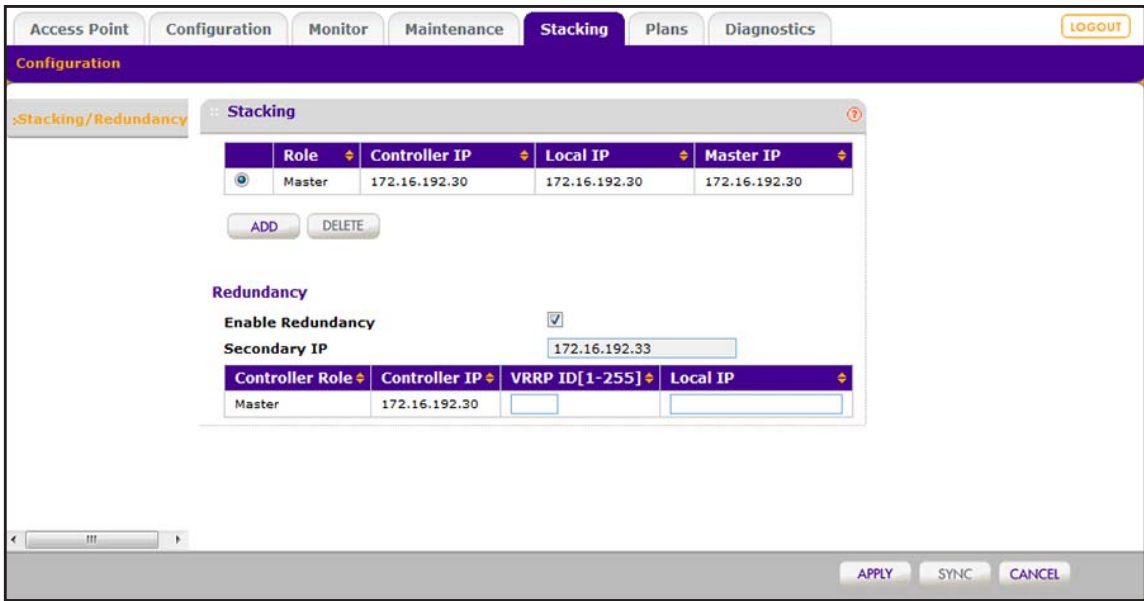 Access Point Configuration Monitor Maintenance Stacking Plans Diagnostics LOGOUT
Configuration
Stacking/Redundancy
Stacking ?
Role Controller IP Local IP Master IP
Master 172.16.192.30 172.16.192.30 172.16.192.30
ADD DELETE
Redundancy
Enable Redundancy
Secondary IP 172.16.192.33
Controller Role Controller IP VRRP ID[1-255] Local IP
Master 172.16.192.30
APPLY SYNC CANCEL